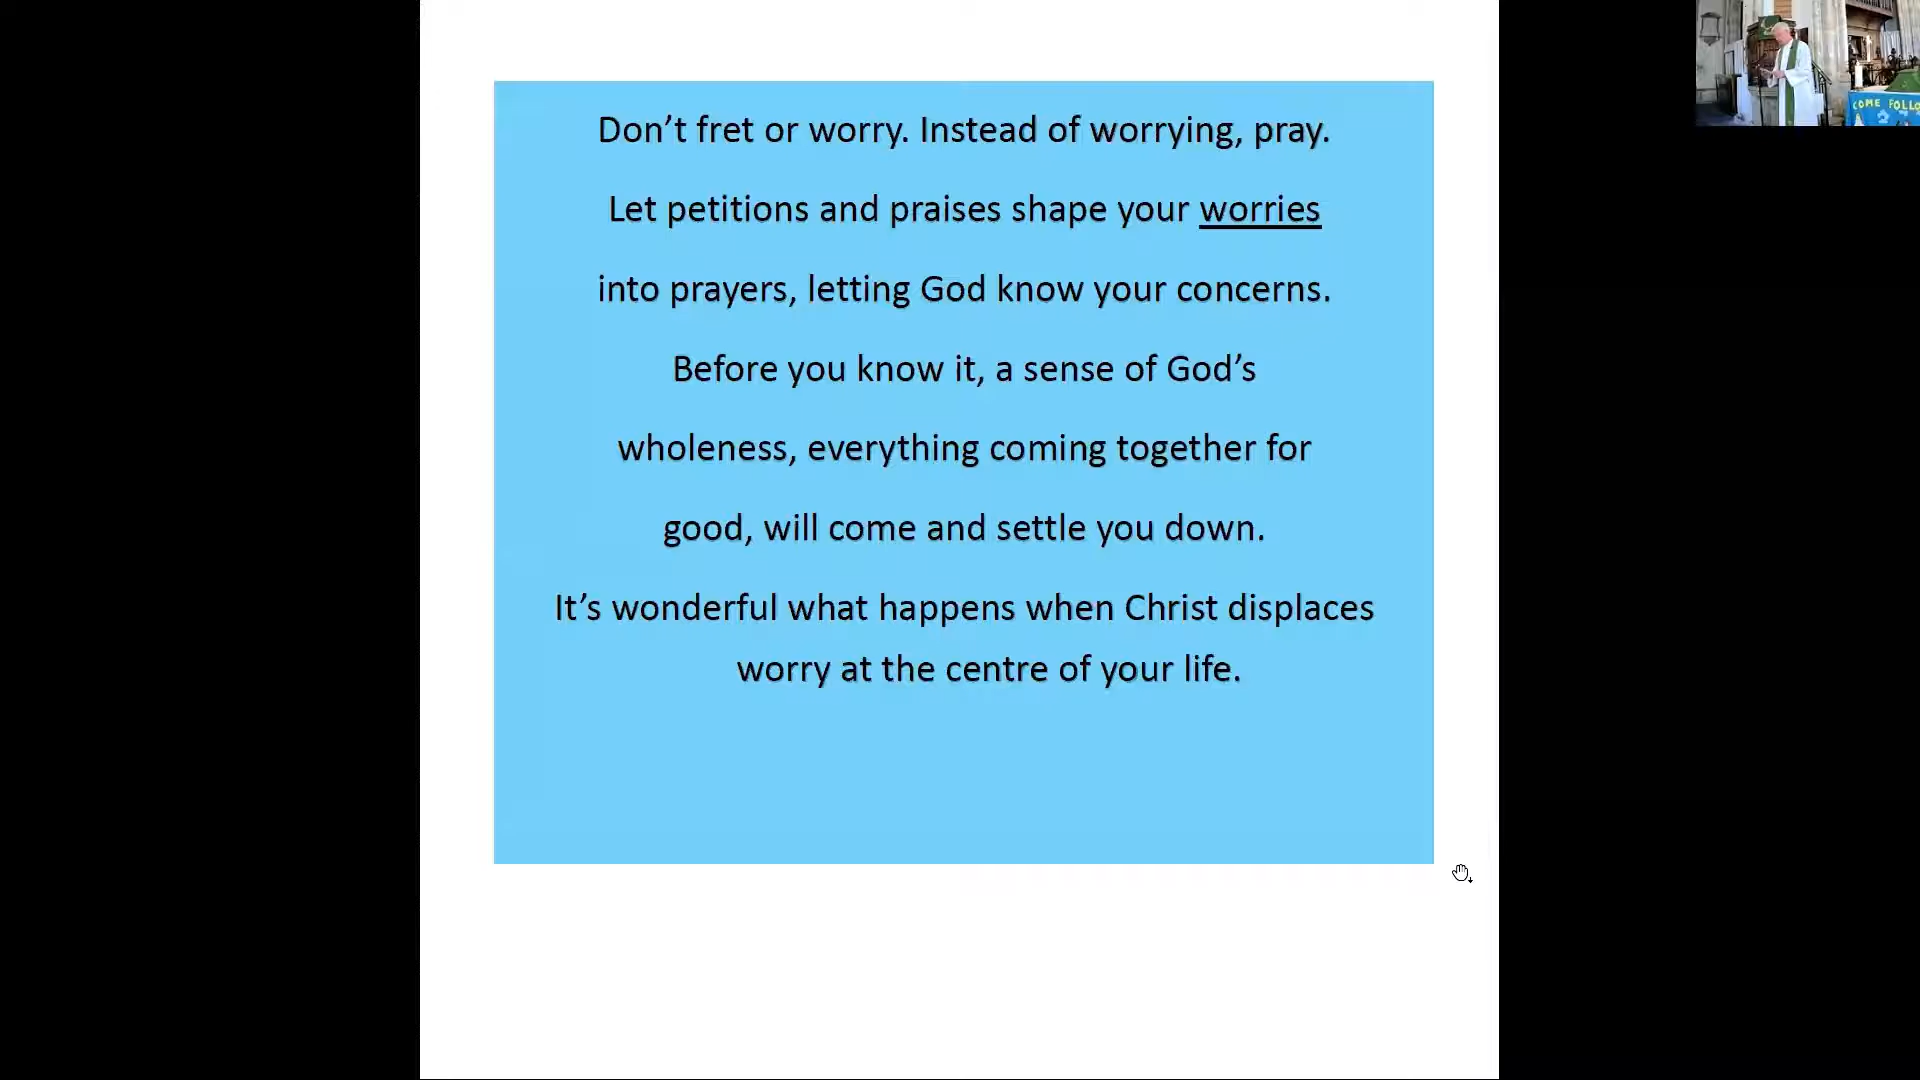 Don’t fret or worry. Instead of worrying, pray.
Let petitions and praises shape your worries
into prayers, letting God know your concerns.
Before you know it, a sense of God’s
wholeness, everything coming together for
good, will come and settle you down.
It’s wonderful what happens when Christ displaces
worry at the centre of your life.
COME FOLLO